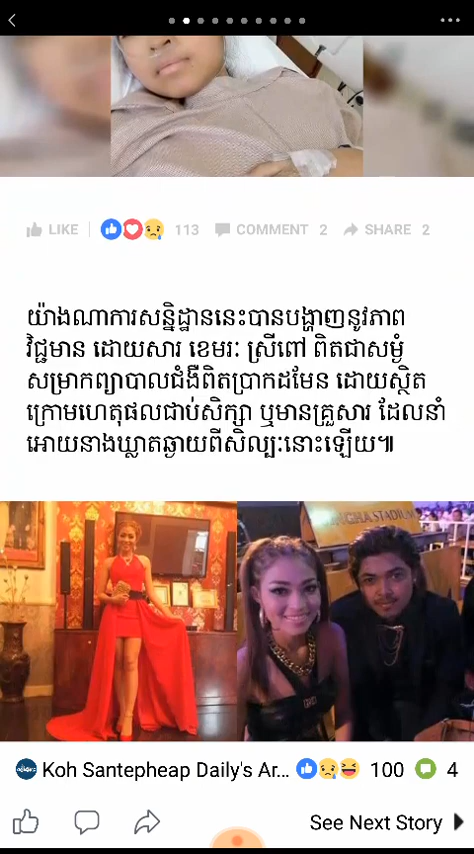 LIKE 113 COMMENT 2 SHARE 2
យ៉ាងណាការសន្និដ្ឋាននេះបានបង្ហាញនូវភាព
វិជ្ជមាន ដោយសារ ខេមរៈ ស្រីពៅ ពិតជាសម្ងំ
សម្រាកព្យាបាលជំងឺពិតប្រាកដមែន ដោយស្ថិត
ក្រោមហេតុផលជាប់សិក្សា ឬមានគ្រួសារ ដែលនាំ
អោយនាងឃ្លាតឆ្ងាយពីសិល្បៈនោះឡើយ៕
STADIUM
Koh Santepheap Daily's Ar... 100 4
See Next Story